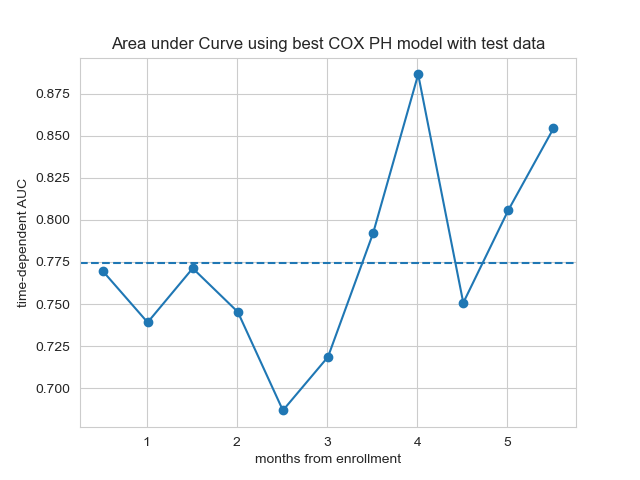 Area under Curve using best COX PH model with test data
time-dependent AUC
0.875
0.850
0.825
0.800
0.775
0.750
0.725
0.700
1 2 3 4 5
months from enrollment